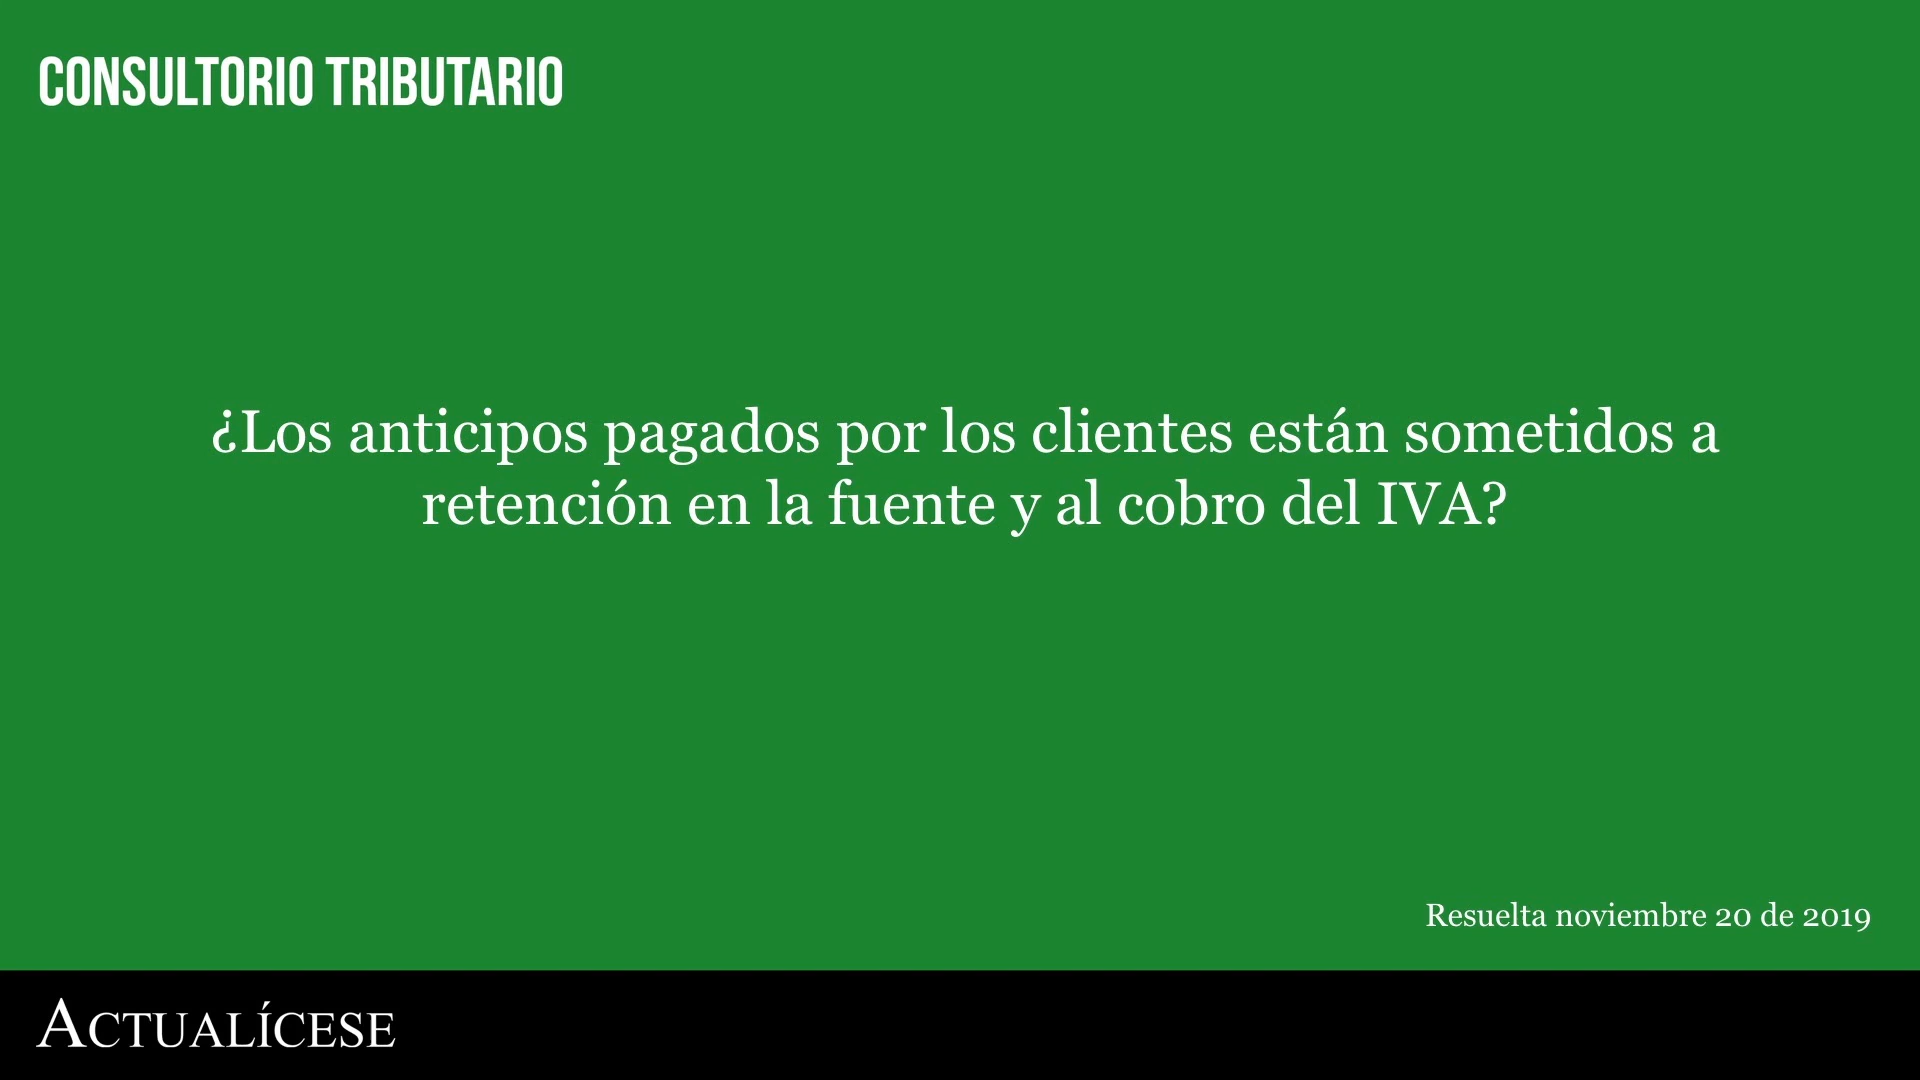 CONSULTORIO TRIBUTARIO
¿Los anticipos pagados por los clientes están sometidos a
retención en la fuente y al cobro del IVA?
Resuelta noviembre 20 de 2019
ACTUALÍCESE